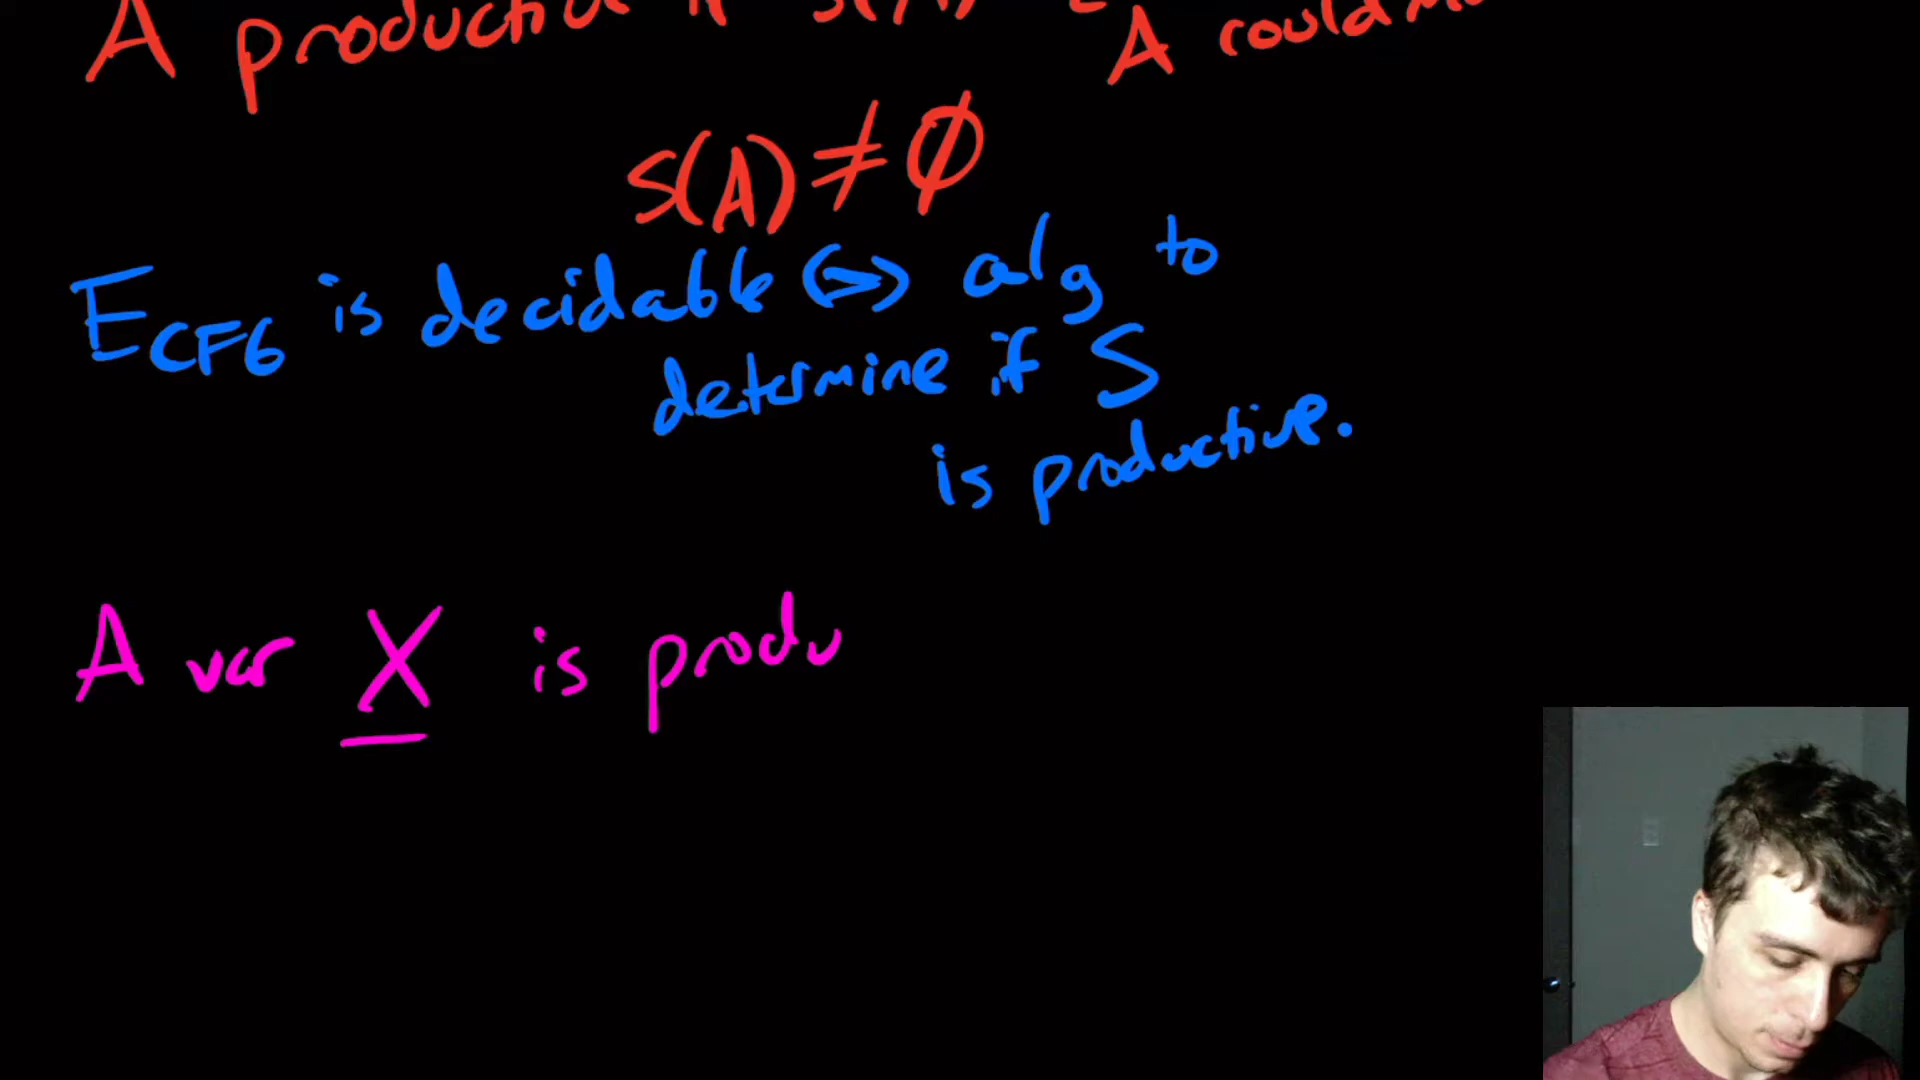 A productive if S(A)
A could
S(A) ≠ ∅
E_CFG is decidable ↔ alg to
determine if S
is productive.
A var X is produ